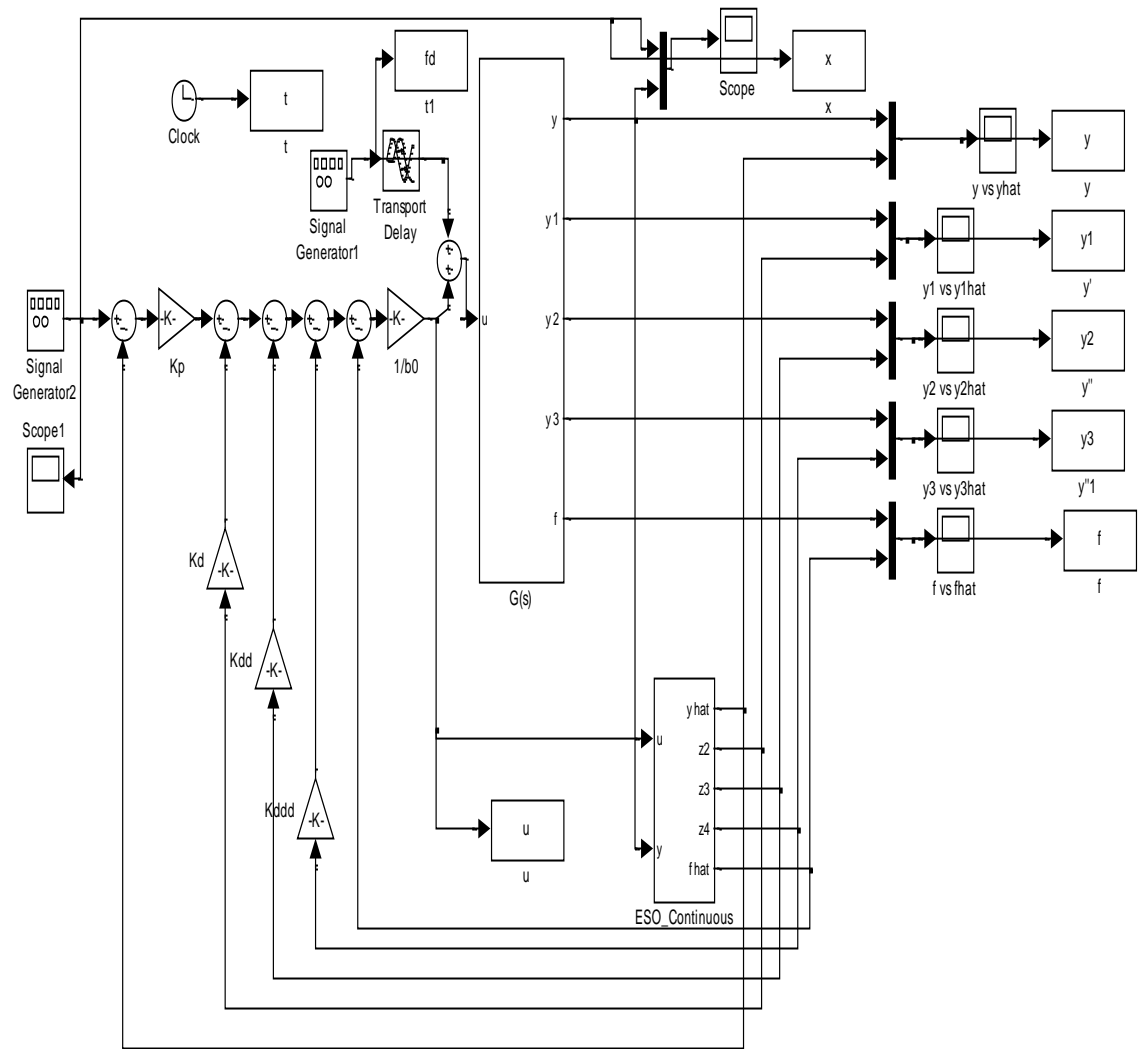 fd
t1
Scope
x
x
Clock
t
t
Signal
Generator1
Transport
Delay
y
y1
y2
y3
f
u
G(s)
y vs yhat
y
y
y1 vs y1hat
y1
y'
y2 vs y2hat
y2
y"
y3 vs y3hat
y3
y"1
f vs fhat
f
f
Signal
Generator2
Scope1
-K-
Kp
-K-
1/b0
Kd
-K-
Kdd
-K-
Kddd
-K-
u
u
u
y
yhat
z2
z3
z4
fhat
ESO_Continuous